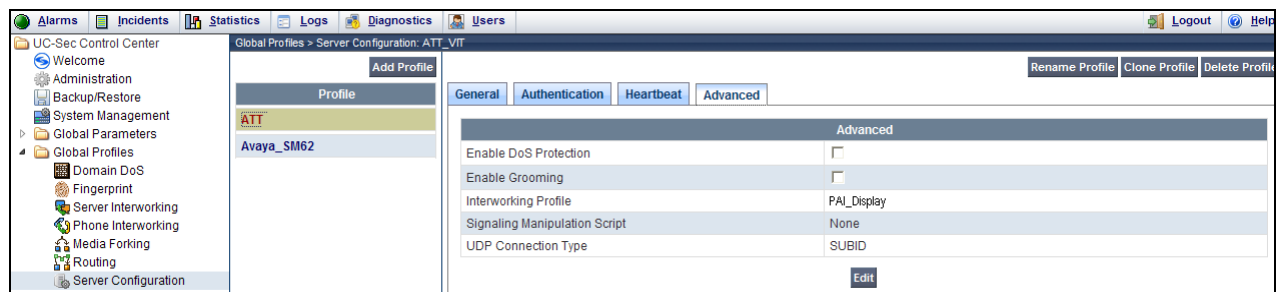 Alarms Incidents Statistics Logs Diagnostics Users Logout Help
UC-Sec Control Center
Welcome
Administration
Backup/Restore
System Management
Global Parameters
Global Profiles
Domain DoS
Fingerprint
Server Interworking
Phone Interworking
Media Forking
Routing
Server Configuration
Global Profiles > Server Configuration: ATT_VIT
Add Profile
Rename Profile Clone Profile Delete Profile
Profile
ATT
Avaya_SM62
General Authentication Heartbeat Advanced
Advanced
Enable DoS Protection
Enable Grooming
Interworking Profile PAI_Display
Signaling Manipulation Script None
UDP Connection Type SUBID
Edit